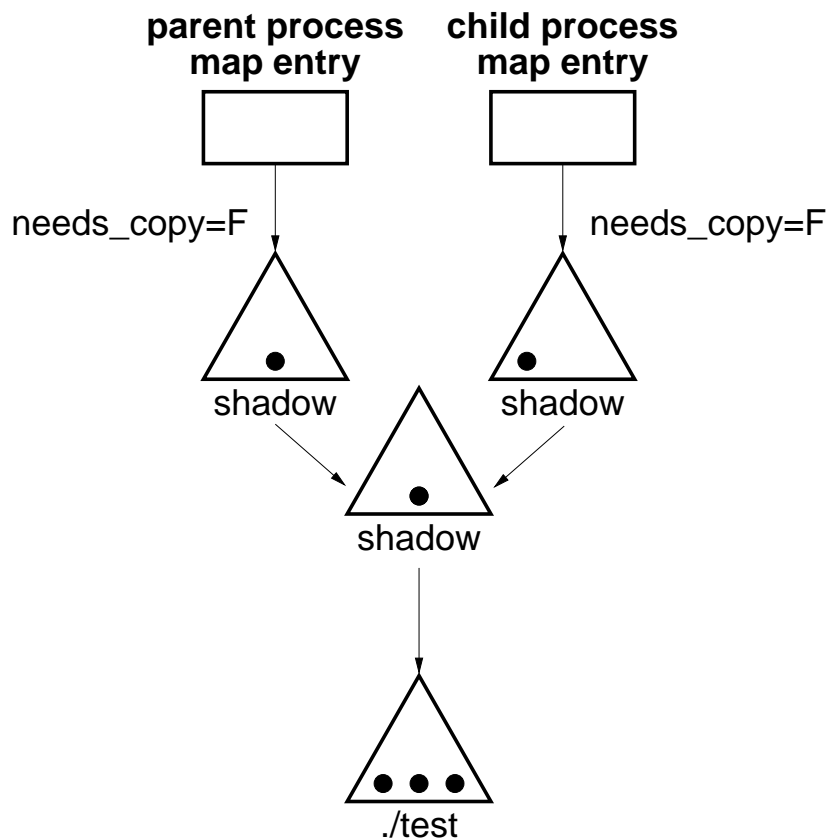 parent process
map entry
child process
map entry
needs_copy=F
needs_copy=F
shadow
shadow
shadow
./test